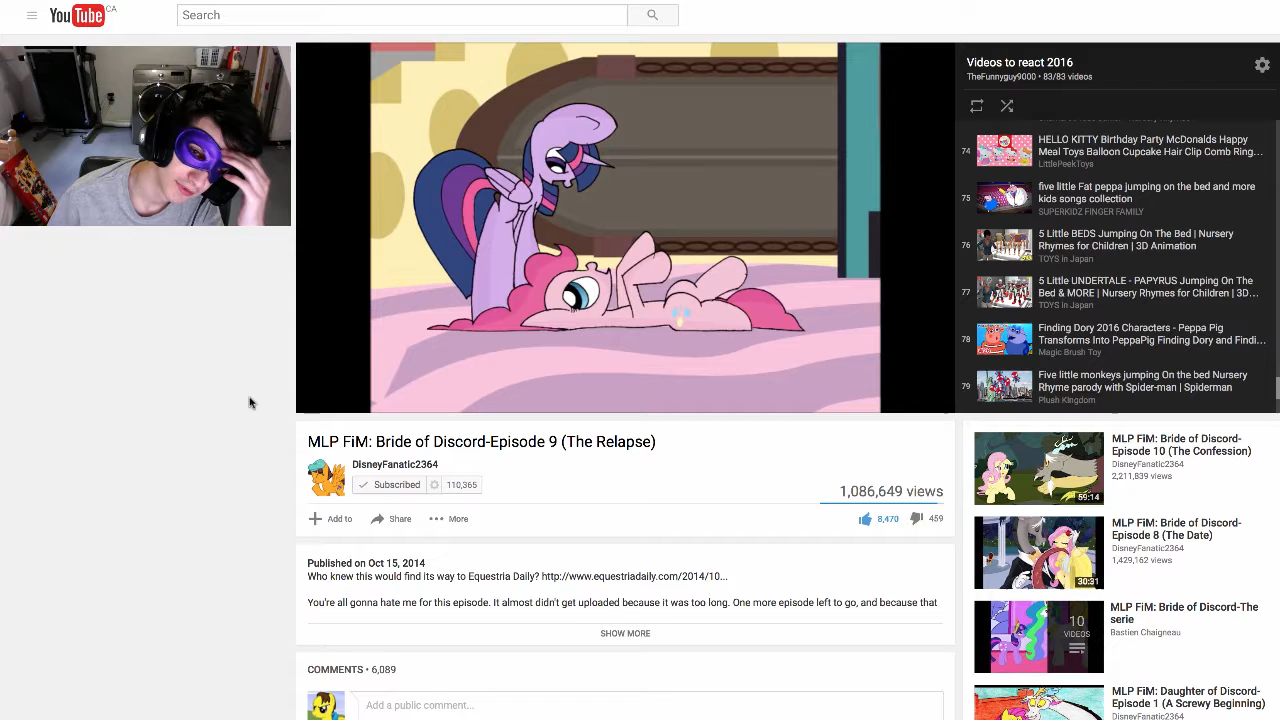 YouTube CA
Search
Videos to react 2016
TheFunnyguy9000 • 83/83 videos
74
HELLO KITTY Birthday Party McDonalds Happy
Meal Toys Balloon Cupcake Hair Clip Comb Ring...
LittlePeekToys
75
five little Fat peppa jumping on the bed and more
kids songs collection
SUPERKIDZ FINGER FAMILY
76
5 Little BEDS Jumping On The Bed | Nursery
Rhymes for Children | 3D Animation
TOYS in Japan
77
5 Little UNDERTALE - PAPYRUS Jumping On The
Bed & MORE | Nursery Rhymes for Children | 3D...
TOYS in Japan
78
Finding Dory 2016 Characters - Peppa Pig
Transforms Into PeppaPig Finding Dory and Findi...
Magic Brush Toy
79
Five little monkeys jumping On the bed Nursery
Rhyme parody with Spider-man | Spiderman
Plush Kingdom
MLP FiM: Bride of Discord-Episode 9 (The Relapse)
DisneyFanatic2364
Subscribed 110,365
1,086,649 views
Add to Share More
8,470 459
Published on Oct 15, 2014
Who knew this would find its way to Equestria Daily? http://www.equestriadaily.com/2014/10...
You're all gonna hate me for this episode. It almost didn't get uploaded because it was too long. One more episode left to go, and because that
SHOW MORE
COMMENTS • 6,089
Add a public comment...
MLP FiM: Bride of Discord-
Episode 10 (The Confession)
DisneyFanatic2364
2,211,839 views
59:14
MLP FiM: Bride of Discord-
Episode 8 (The Date)
DisneyFanatic2364
1,429,162 views
30:31
MLP FiM: Bride of Discord-The
serie
Bastien Chaigneau
10
VIDEOS
MLP FiM: Daughter of Discord-
Episode 1 (A Screwy Beginning)
DisneyFanatic2364